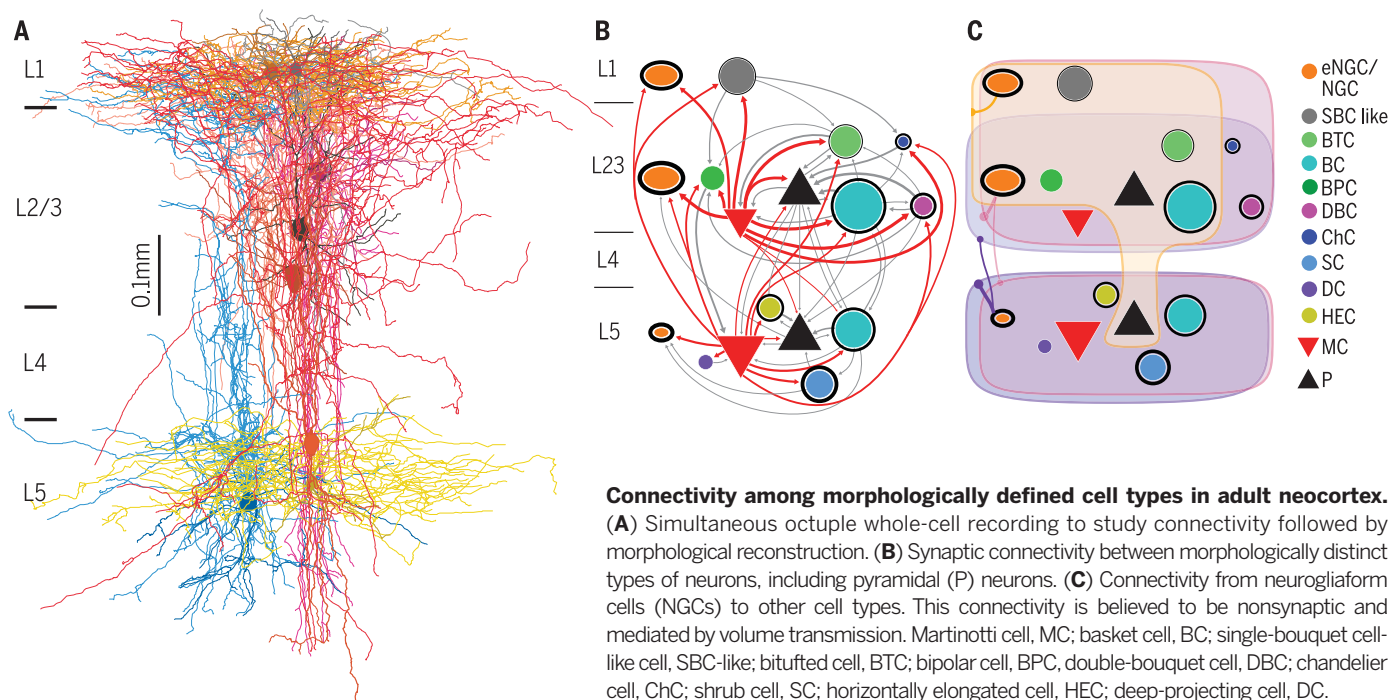 A
L1
L2/3
0.1mm
L4
L5
B
L1
L23
L4
L5
C
eNGC/
NGC
SBC like
BTC
BC
BPC
DBC
ChC
SC
DC
HEC
MC
P
Connectivity among morphologically defined cell types in adult neocortex.
(A) Simultaneous octuple whole-cell recording to study connectivity followed by
morphological reconstruction. (B) Synaptic connectivity between morphologically distinct
types of neurons, including pyramidal (P) neurons. (C) Connectivity from neurogliaform
cells (NGCs) to other cell types. This connectivity is believed to be nonsynaptic and
mediated by volume transmission. Martinotti cell, MC; basket cell, BC; single-bouquet cell-
like cell, SBC-like; bitufted cell, BTC; bipolar cell, BPC, double-bouquet cell, DBC; chandelier
cell, ChC; shrub cell, SC; horizontally elongated cell, HEC; deep-projecting cell, DC.